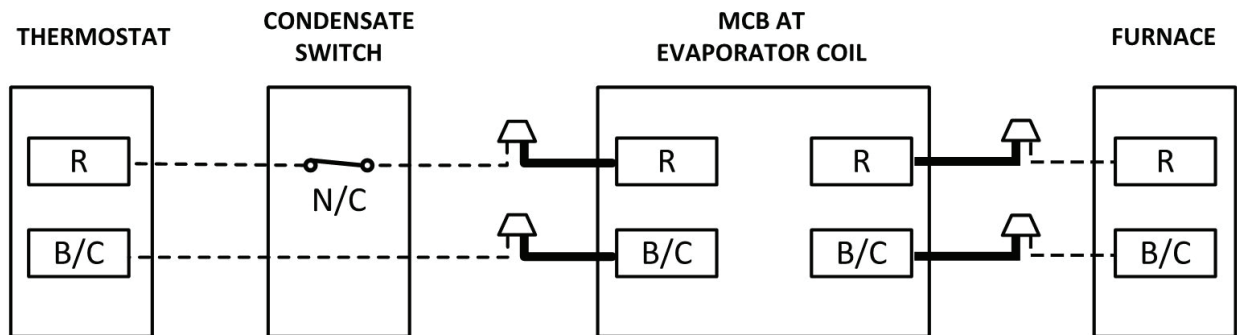 THERMOSTAT
CONDENSATE
SWITCH
MCB AT
EVAPORATOR COIL
FURNACE
R
N/C
R
R
R
B/C
B/C
B/C
B/C